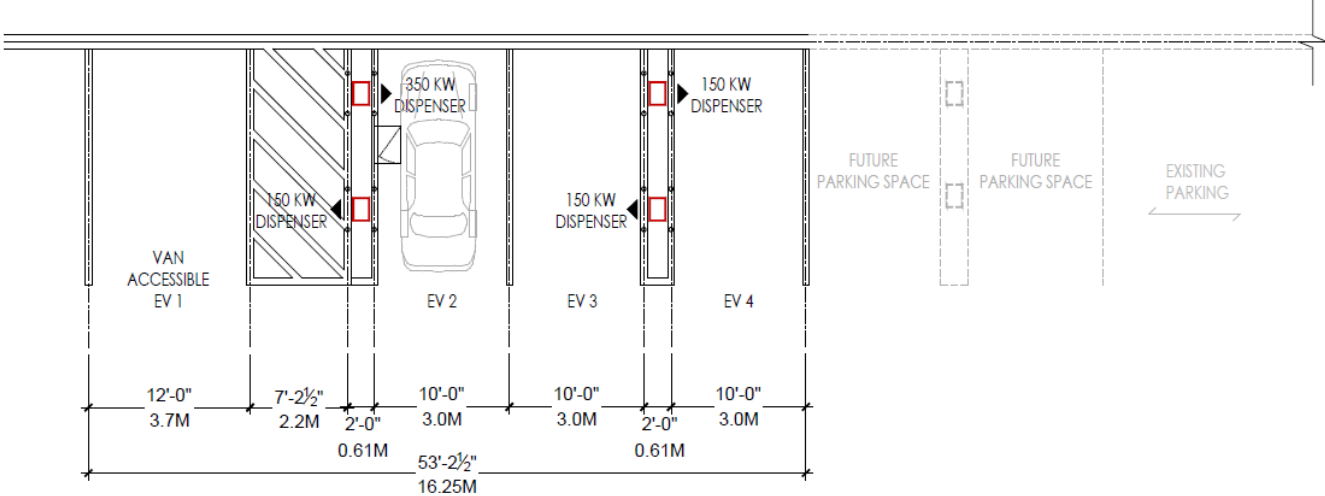 350 KW
DISPENSER
150 KW
DISPENSER
150 KW
DISPENSER
150 KW
DISPENSER
FUTURE
PARKING SPACE
FUTURE
PARKING SPACE
EXISTING
PARKING
VAN
ACCESSIBLE
EV 1
EV 2
EV 3
EV 4
12'-0"
3.7M
7'-2½"
2.2M
2'-0"
0.61M
10'-0"
3.0M
10'-0"
3.0M
2'-0"
0.61M
10'-0"
3.0M
53'-2½"
16.25M